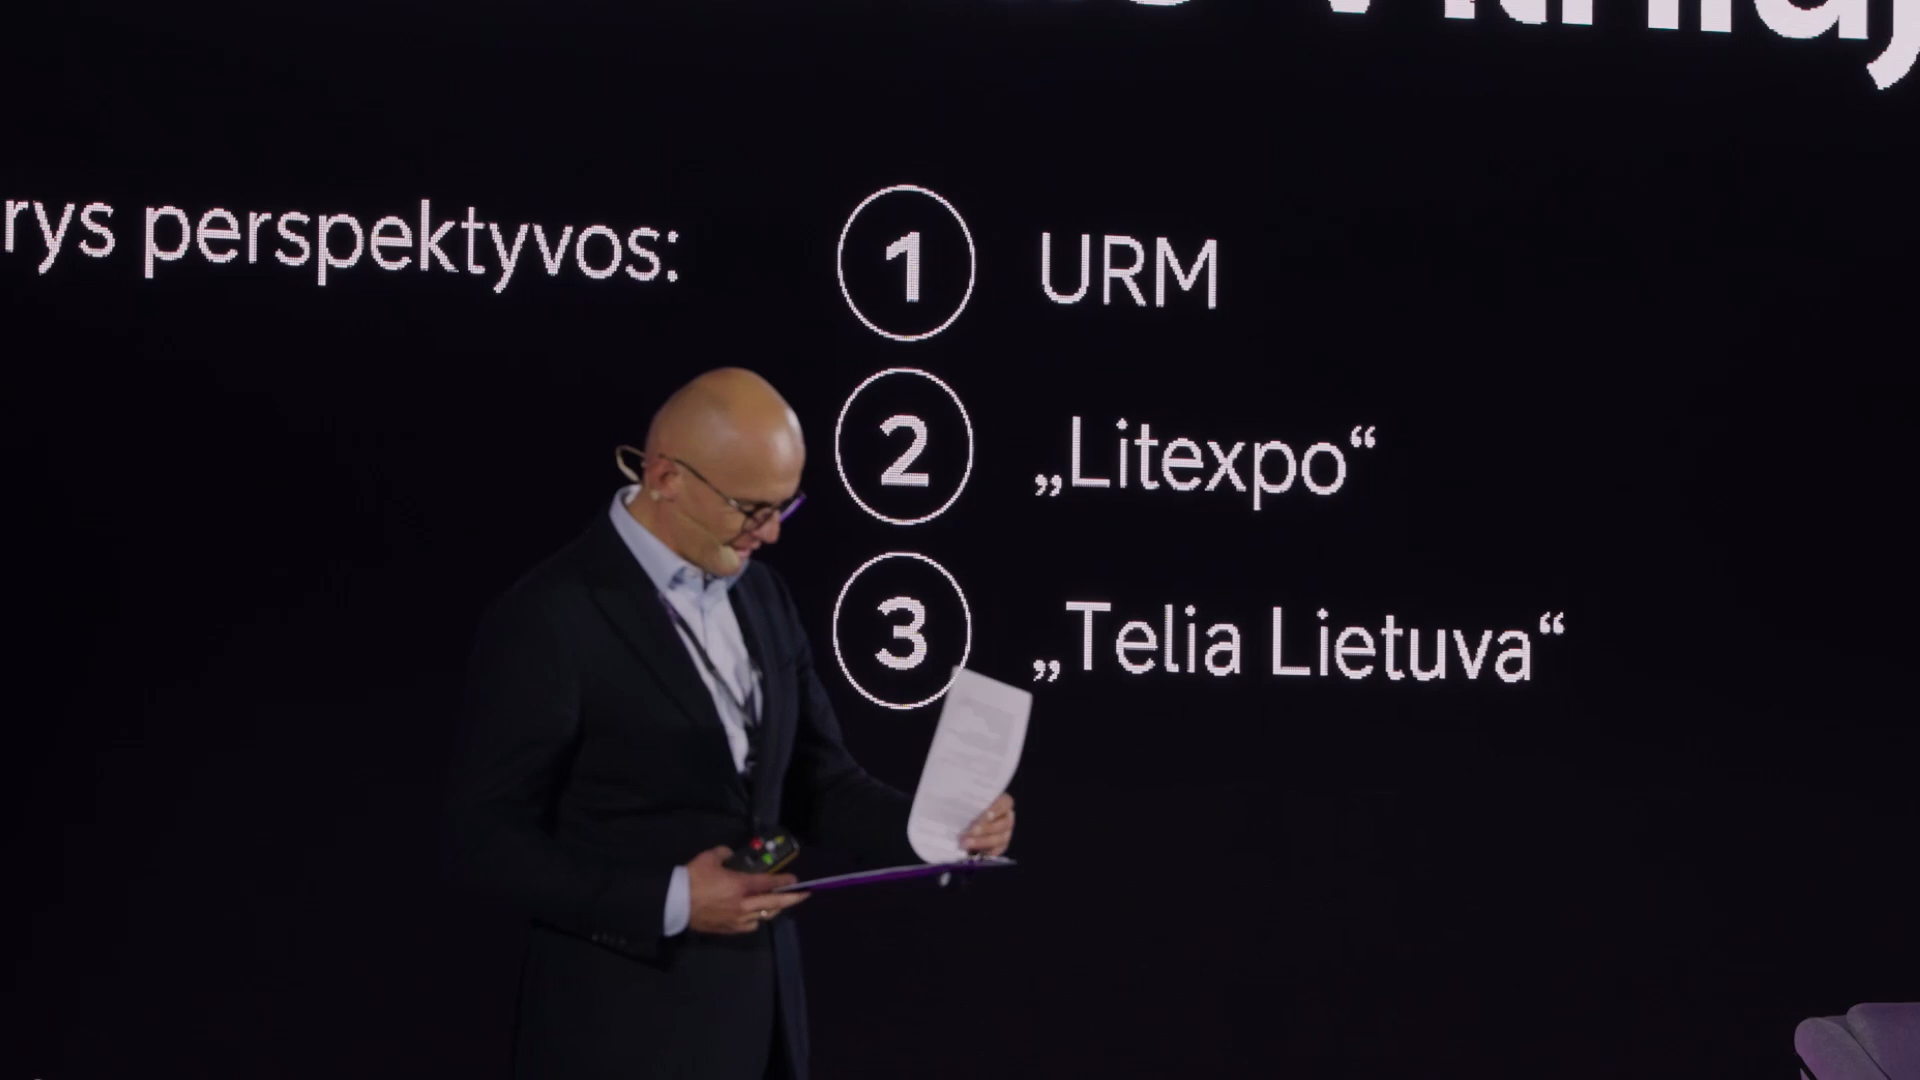 rys perspektyvos:
1 URM
2 „Litexpo“
3 „Telia Lietuva“